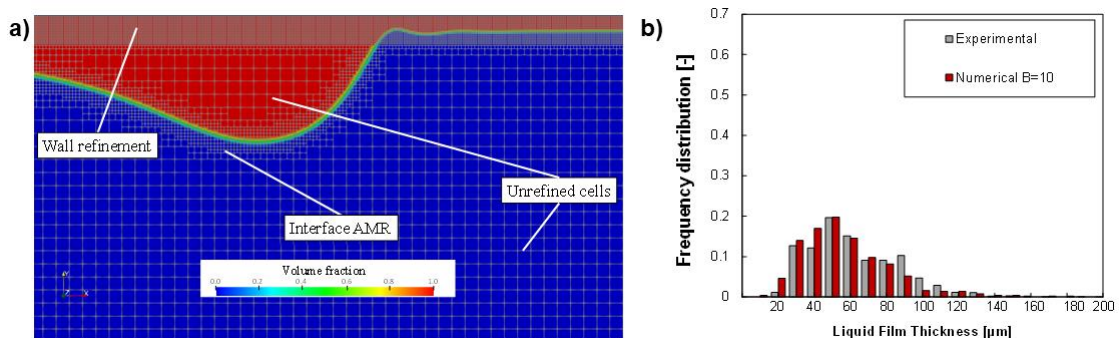 a)
Wall refinement
Unrefined cells
Interface AMR
Volume fraction
0.0 0.2 0.4 0.6 0.8 1.0
Y
Z X
b)
Frequency distribution [-]
0.7
0.6
0.5
0.4
0.3
0.2
0.1
0
Experimental
Numerical B=10
20 40 60 80 100 120 140 160 180 200
Liquid Film Thickness [µm]